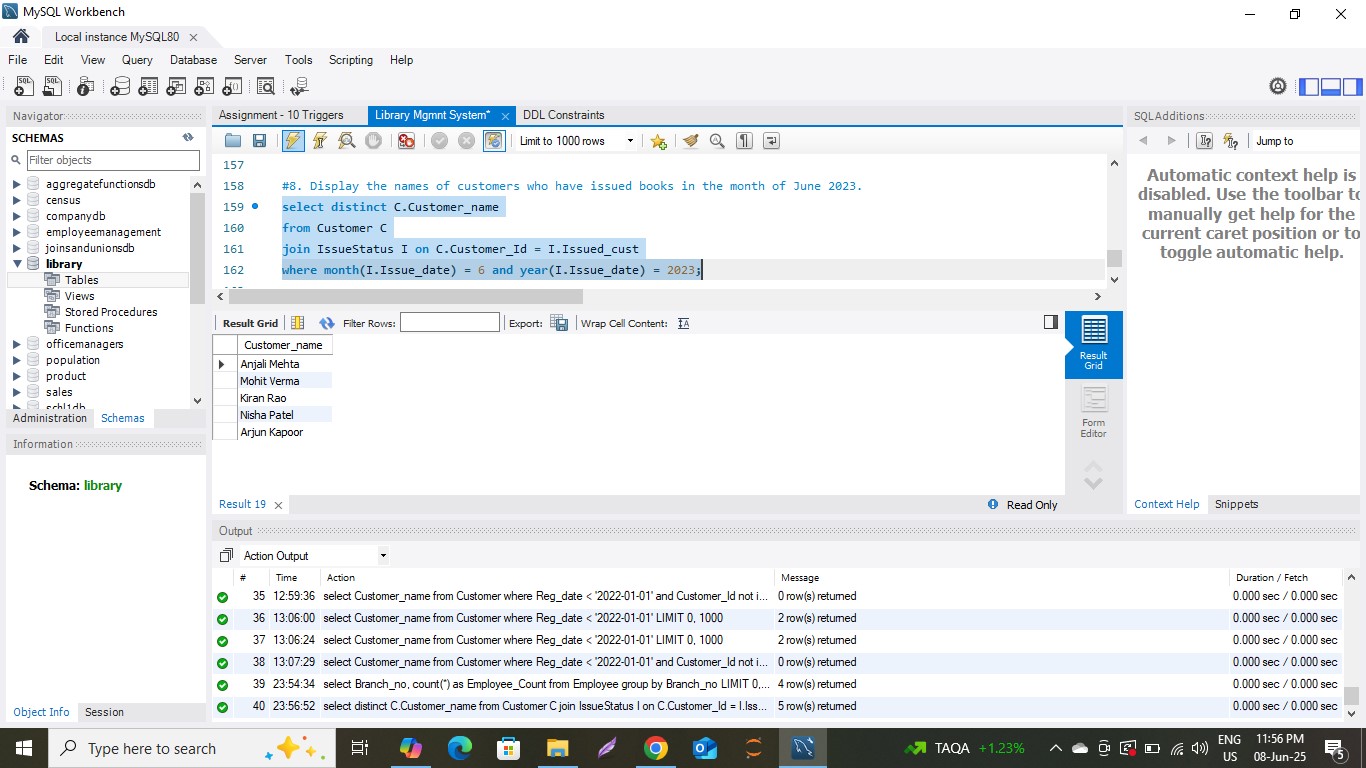 MySQL Workbench
Local instance MySQL80
File Edit View Query Database Server Tools Scripting Help
Navigator
SCHEMAS
Filter objects
aggregatefunctionsdb
census
companydb
employeemanagement
joinsandunionsdb
library
Tables
Views
Stored Procedures
Functions
officemanagers
population
product
sales
schl1db
Administration Schemas
Information
Schema: library
Object Info Session
Assignment - 10 Triggers Library Mgmnt System* DDL Constraints
Limit to 1000 rows
157
158 #8. Display the names of customers who have issued books in the month of June 2023.
159 select distinct C.Customer_name
160 from Customer C
161 join IssueStatus I on C.Customer_Id = I.Issued_cust
162 where month(I.Issue_date) = 6 and year(I.Issue_date) = 2023;
Result Grid Filter Rows: Export: Wrap Cell Content:
Customer_name
Anjali Mehta
Mohit Verma
Kiran Rao
Nisha Patel
Arjun Kapoor
Result Grid
Form Editor
Result 19
Read Only
SQLAdditions
Jump to
Automatic context help is
disabled. Use the toolbar to
manually get help for the
current caret position or to
toggle automatic help.
Context Help Snippets
Output
Action Output
# Time Action Message Duration / Fetch
35 12:59:36 select Customer_name from Customer where Reg_date < '2022-01-01' and Customer_Id not i... 0 row(s) returned 0.000 sec / 0.000 sec
36 13:06:00 select Customer_name from Customer where Reg_date < '2022-01-01' LIMIT 0, 1000 2 row(s) returned 0.000 sec / 0.000 sec
37 13:06:24 select Customer_name from Customer where Reg_date < '2022-01-01' LIMIT 0, 1000 2 row(s) returned 0.000 sec / 0.000 sec
38 13:07:29 select Customer_name from Customer where Reg_date < '2022-01-01' and Customer_Id not i... 0 row(s) returned 0.000 sec / 0.000 sec
39 23:54:34 select Branch_no, count(*) as Employee_Count from Employee group by Branch_no LIMIT 0,... 4 row(s) returned 0.000 sec / 0.000 sec
40 23:56:52 select distinct C.Customer_name from Customer C join IssueStatus I on C.Customer_Id = I.Iss... 5 row(s) returned 0.000 sec / 0.000 sec
Type here to search
TAQA +1.23%
ENG
US
11:56 PM
08-Jun-25
5